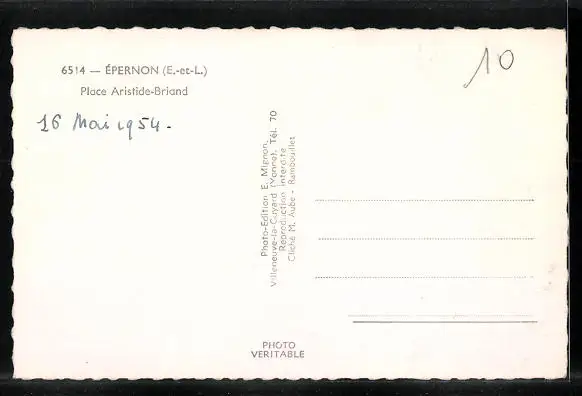 6514 — ÉPERNON (E.-et-L.)
Place Aristide-Briand
16 Mai 1954.
10
Photo-Edition E. Mignon,
Villeneuve-la-Guyard (Yonne). Tél. 70
Reproduction interdite
Cliché M. Aube - Rambouillet
PHOTO
VERITABLE